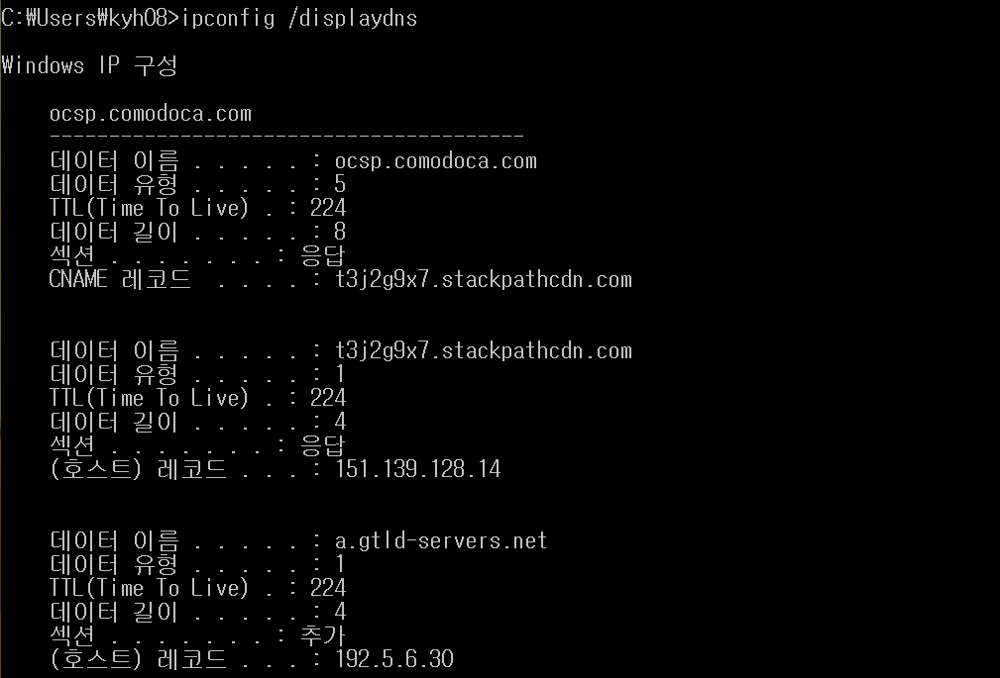 C:₩Users₩kyh08>ipconfig /displaydns
Windows IP 구성
ocsp.comodoca.com
----------------------------------------
데이터 이름 . . . . . : ocsp.comodoca.com
데이터 유형 . . . . . : 5
TTL(Time To Live) . : 224
데이터 길이 . . . . . : 8
섹션 . . . . . . . : 응답
CNAME 레코드  . . . . : t3j2g9x7.stackpathcdn.com
데이터 이름 . . . . . : t3j2g9x7.stackpathcdn.com
데이터 유형 . . . . . : 1
TTL(Time To Live) . : 224
데이터 길이 . . . . . : 4
섹션 . . . . . . . : 응답
(호스트) 레코드 . . . : 151.139.128.14
데이터 이름 . . . . . : a.gtld-servers.net
데이터 유형 . . . . . : 1
TTL(Time To Live) . : 224
데이터 길이 . . . . . : 4
섹션 . . . . . . . : 추가
(호스트) 레코드 . . . : 192.5.6.30